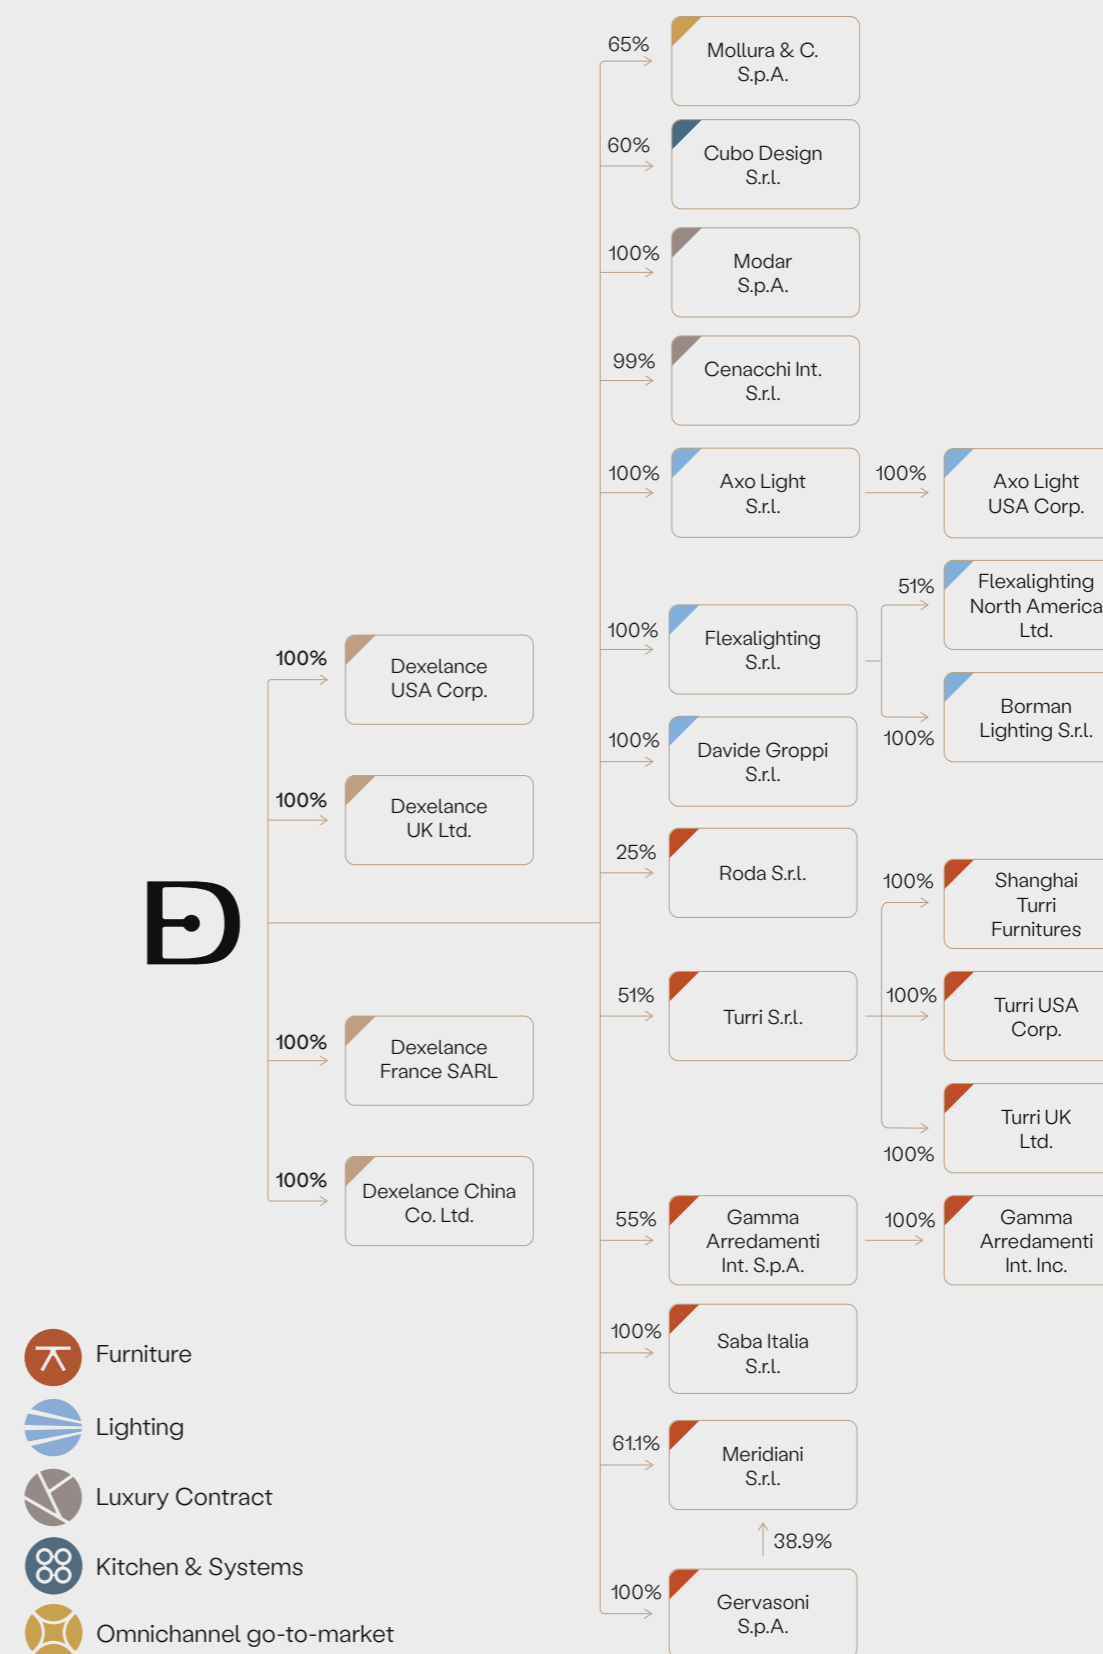 65%
Mollura & C.
S.p.A.
60%
Cubo Design
S.r.l.
100%
Modar
S.p.A.
99%
Cenacchi Int.
S.r.l.
100%
Axo Light
S.r.l.
100%
Axo Light
USA Corp.
100%
Flexalighting
S.r.l.
51%
Flexalighting
North America
Ltd.
100%
Borman
Lighting S.r.l.
100%
Dexelance
USA Corp.
100%
Davide Groppi
S.r.l.
100%
Dexelance
UK Ltd.
25%
Roda S.r.l.
D
51%
Turri S.r.l.
100%
Shanghai
Turri
Furnitures
100%
Turri USA
Corp.
100%
Turri UK
Ltd.
100%
Dexelance
France SARL
100%
Dexelance China
Co. Ltd.
55%
Gamma
Arredamenti
Int. S.p.A.
100%
Gamma
Arredamenti
Int. Inc.
100%
Saba Italia
S.r.l.
61.1%
Meridiani
S.r.l.
38.9%
100%
Gervasoni
S.p.A.
Furniture
Lighting
Luxury Contract
Kitchen & Systems
Omnichannel go-to-market